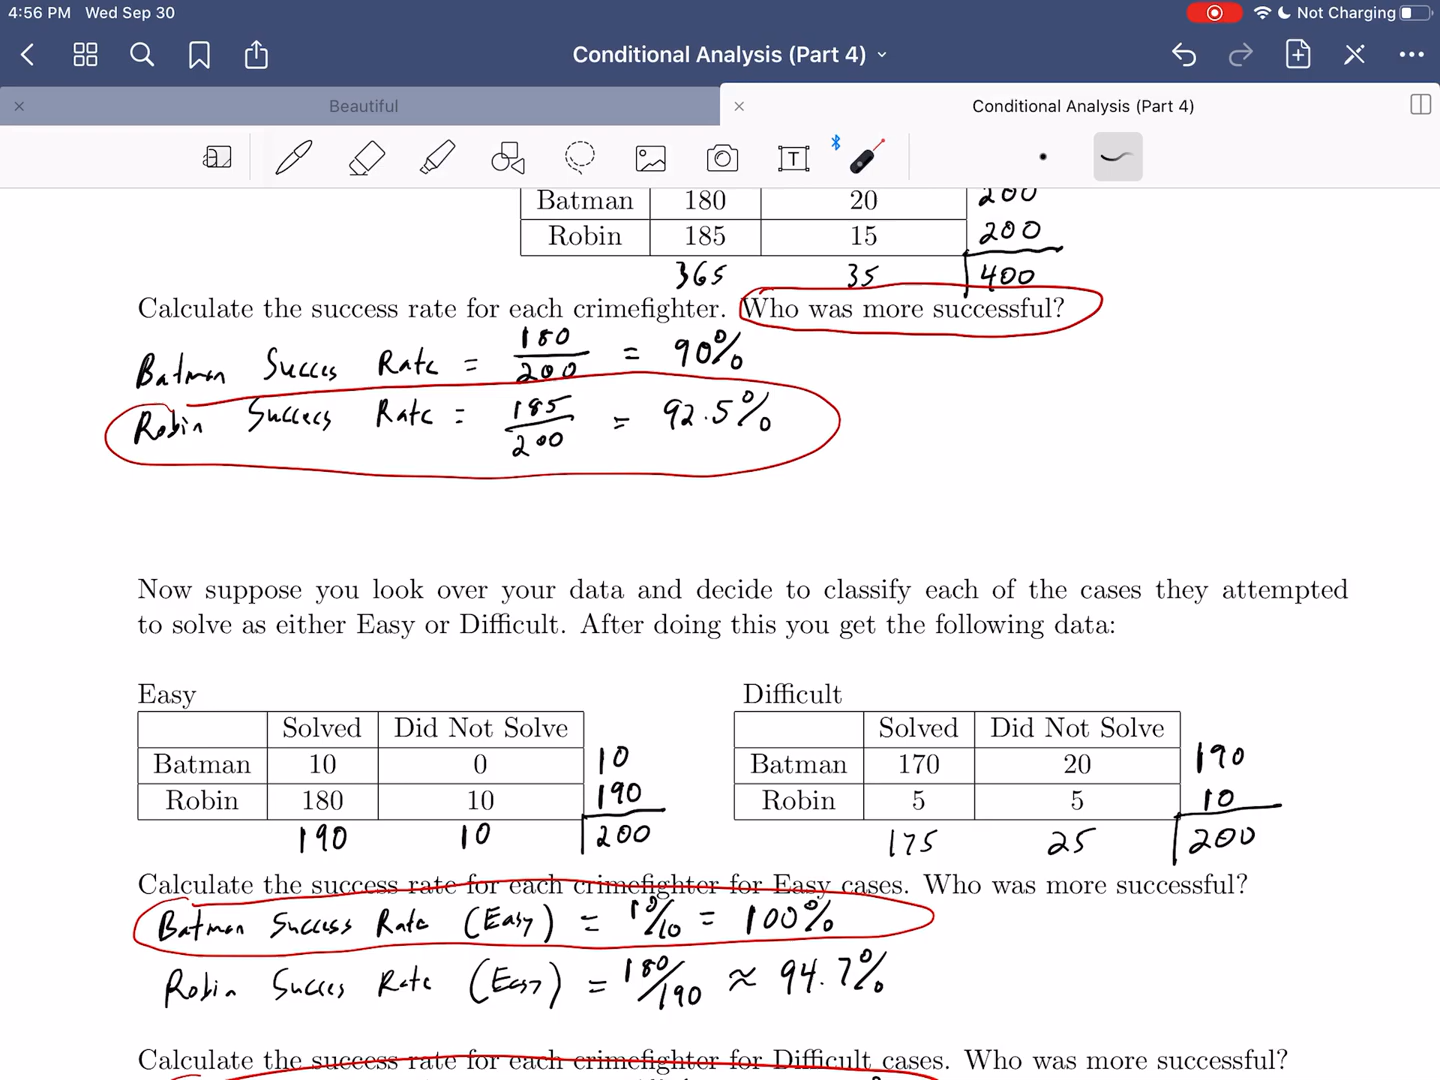 4:56 PM Wed Sep 30
Not Charging
Conditional Analysis (Part 4)
Beautiful
Conditional Analysis (Part 4)
Batman 180 20 200
Robin 185 15 200
365 35 400
Calculate the success rate for each crimefighter. Who was more successful?
Batman Succes Rate = 180/200 = 90%
Robin Success Rate = 185/200 = 92.5%
Now suppose you look over your data and decide to classify each of the cases they attempted
to solve as either Easy or Difficult. After doing this you get the following data:
Easy
Solved Did Not Solve
Batman 10 0 10
Robin 180 10 190
190 10 200
Difficult
Solved Did Not Solve
Batman 170 20 190
Robin 5 5 10
175 25 200
Calculate the success rate for each crimefighter for Easy cases. Who was more successful?
Batman Success Rate (Easy) = 10/10 = 100%
Robin Succes Rate (Easy) = 180/190 ≈ 94.7%
Calculate the success rate for each crimefighter for Difficult cases. Who was more successful?